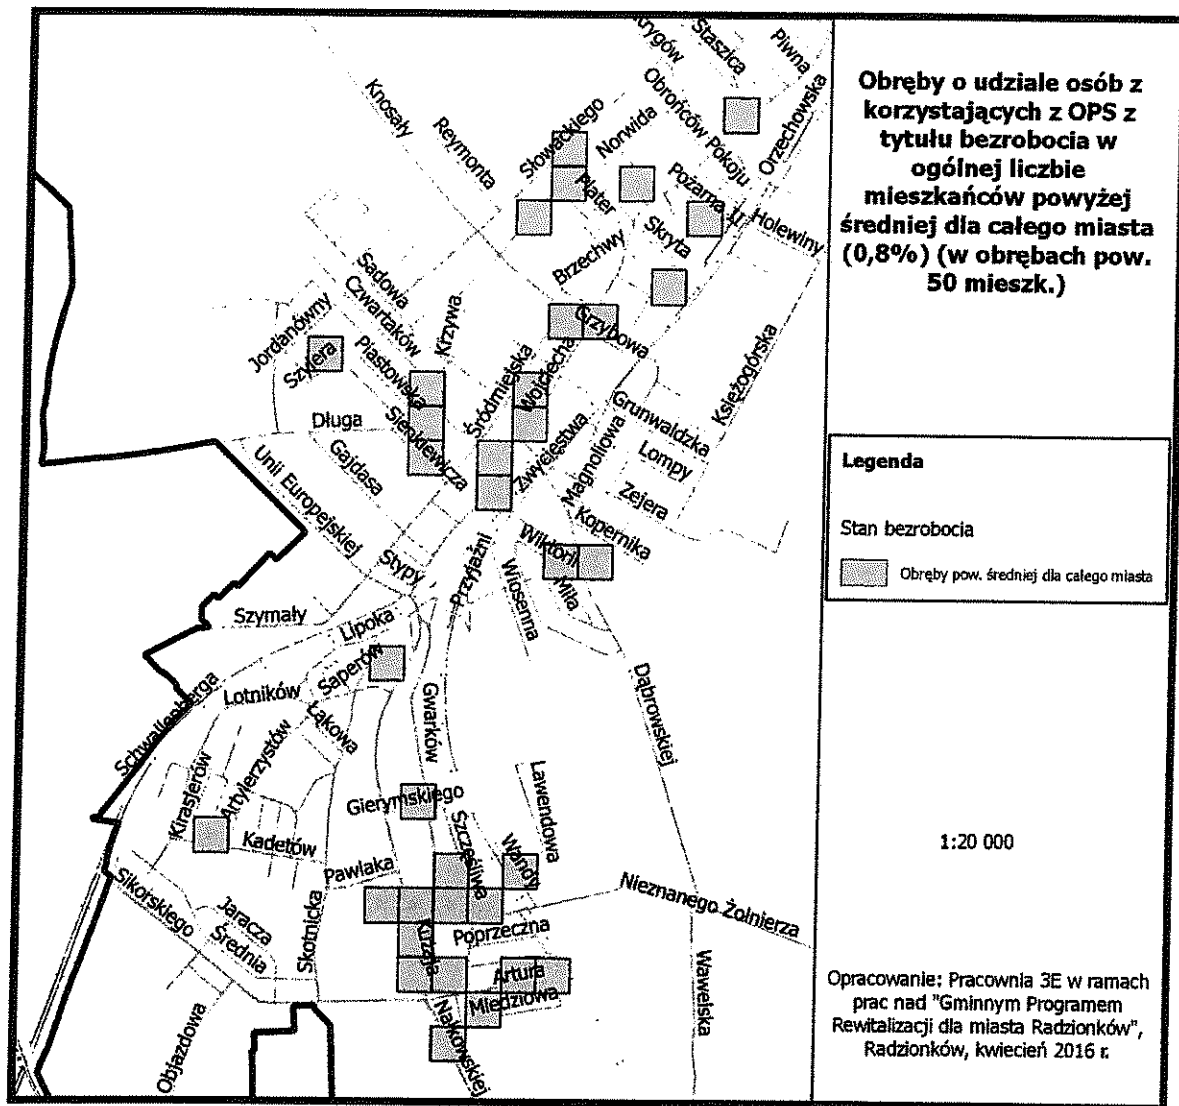 Trygów
Staszica
Piwna
Knosały
Reymonta
Słowackiego
Norwida
Obrońców Pokoju
Orzechowska
Plater
Pożarna
Skryta
Holewiny
Brzechwy
Sadowa
Czwartaków
Krzywa
Grzybowa
Jordanówny
Szylera
Piastowska
Śródmiejska
Wojciecha
Księżogórska
Długa
Sienkiewicza
Gajdasa
Zwycięstwa
Magnoliowa
Grunwaldzka
Lompy
Zejera
Unii Europejskiej
Kopernika
Stypy
Przyjaźni
Wiosenna
Miła
Szymały
Lipoka
Saperów
Dąbrowskiej
Schwallenberga
Lotników
Łąkowa
Gwarków
Kirasjerów
Artylerzystów
Gierymskiego
Lawendowa
Szczęśliwa
Wandy
Kadetów
Pawlaka
Nieznanego Żołnierza
Sikorskiego
Jaracza
Średnia
Skotnicka
Kużaja
Poprzeczna
Artura
Miedziowa
Wawelska
Objazdowa
Nałkowskiej
Obręby o udziale osób z
korzystających z OPS z
tytułu bezrobocia w
ogólnej liczbie
mieszkańców powyżej
średniej dla całego miasta
(0,8%) (w obrębach pow.
50 mieszk.)
Legenda
Stan bezrobocia
Obręby pow. średniej dla całego miasta
1:20 000
Opracowanie: Pracownia 3E w ramach
prac nad "Gminnym Programem
Rewitalizacji dla miasta Radzionków",
Radzionków, kwiecień 2016 r.